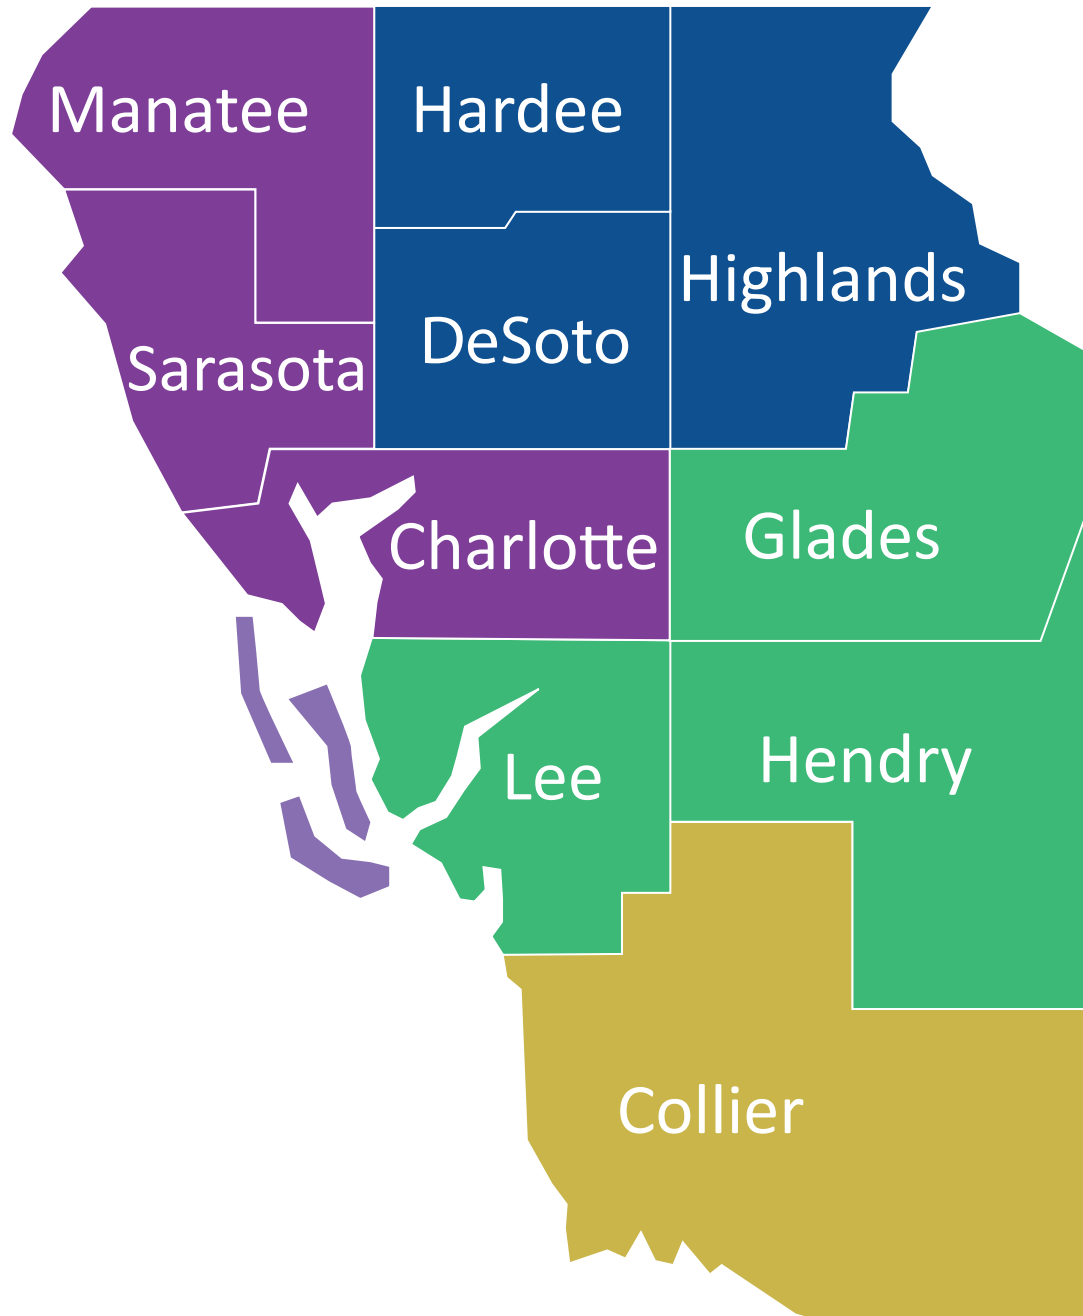 Manatee
Hardee
Highlands
DeSoto
Sarasota
Glades
Charlotte
Hendry
Lee
Collier